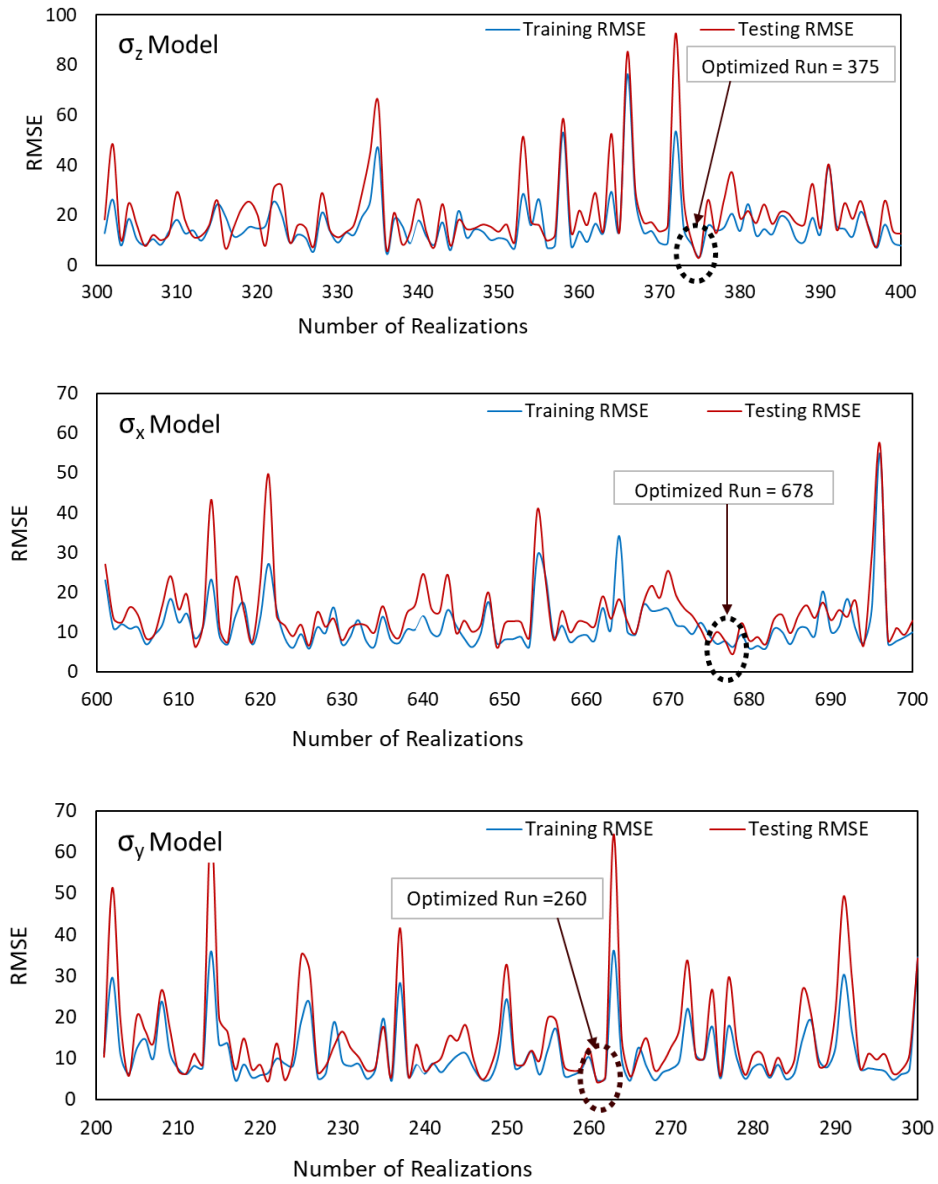 σz Model
Training RMSE Testing RMSE
Optimized Run = 375
RMSE
100
80
60
40
20
0
300 310 320 330 340 350 360 370 380 390 400
Number of Realizations
σx Model
Training RMSE Testing RMSE
Optimized Run = 678
RMSE
70
60
50
40
30
20
10
0
600 610 620 630 640 650 660 670 680 690 700
Number of Realizations
σy Model
Training RMSE Testing RMSE
Optimized Run =260
RMSE
70
60
50
40
30
20
10
0
200 210 220 230 240 250 260 270 280 290 300
Number of Realizations